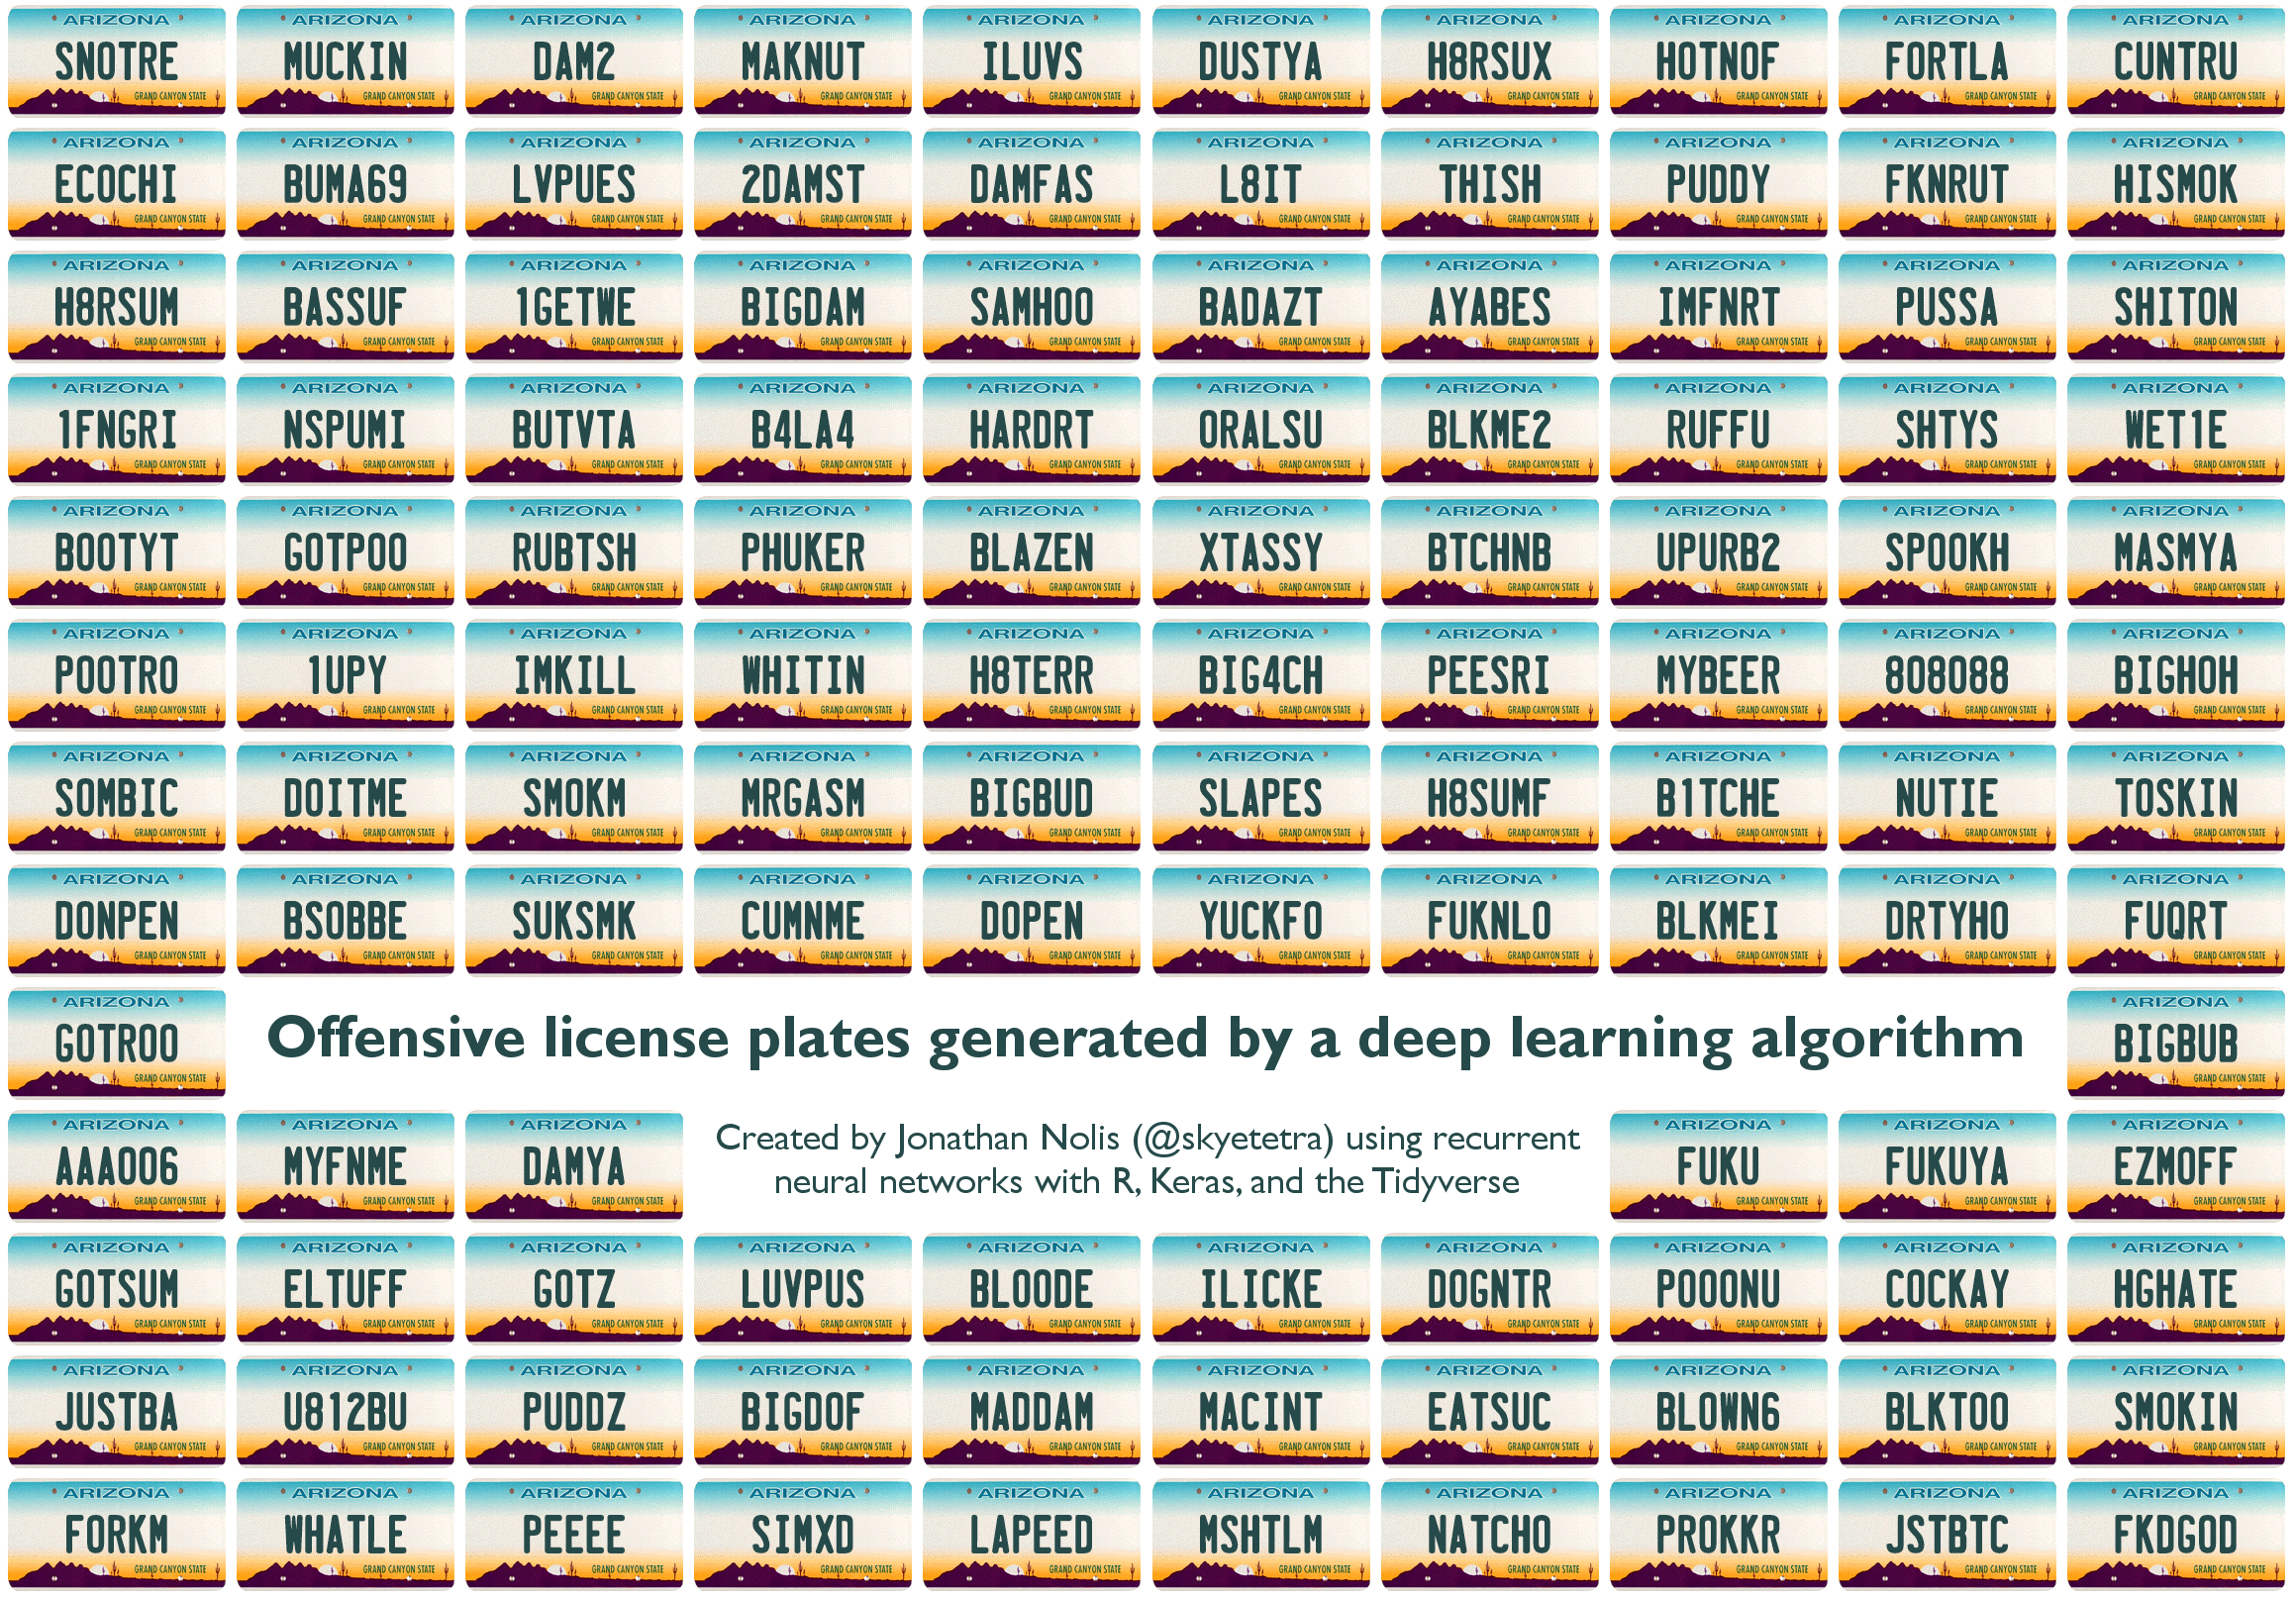 ARIZONA ARIZONA ARIZONA ARIZONA ARIZONA ARIZONA ARIZONA ARIZONA ARIZONA ARIZONA
SNOTRE MUCKIN DAM2 MAKNUT ILUVS DUSTYA H8RSUX HOTNOF FORTLA CUNTRU
GRAND CANYON STATE GRAND CANYON STATE GRAND CANYON STATE GRAND CANYON STATE GRAND CANYON STATE GRAND CANYON STATE GRAND CANYON STATE GRAND CANYON STATE GRAND CANYON STATE GRAND CANYON STATE
ARIZONA ARIZONA ARIZONA ARIZONA ARIZONA ARIZONA ARIZONA ARIZONA ARIZONA ARIZONA
ECOCHI BUMA69 LVPUES 2DAMST DAMFAS L8IT THISH PUDDY FKNRUT HISMOK
GRAND CANYON STATE GRAND CANYON STATE GRAND CANYON STATE GRAND CANYON STATE GRAND CANYON STATE GRAND CANYON STATE GRAND CANYON STATE GRAND CANYON STATE GRAND CANYON STATE GRAND CANYON STATE
ARIZONA ARIZONA ARIZONA ARIZONA ARIZONA ARIZONA ARIZONA ARIZONA ARIZONA ARIZONA
H8RSUM BASSUF 1GETWE BIGDAM SAMHOO BADAZT AYABES IMFNRT PUSSA SHITON
GRAND CANYON STATE GRAND CANYON STATE GRAND CANYON STATE GRAND CANYON STATE GRAND CANYON STATE GRAND CANYON STATE GRAND CANYON STATE GRAND CANYON STATE GRAND CANYON STATE GRAND CANYON STATE
ARIZONA ARIZONA ARIZONA ARIZONA ARIZONA ARIZONA ARIZONA ARIZONA ARIZONA ARIZONA
1FNGRI NSPUMI BUTVTA B4LA4 HARDRT ORALSU BLKME2 RUFFU SHTYS WET1E
GRAND CANYON STATE GRAND CANYON STATE GRAND CANYON STATE GRAND CANYON STATE GRAND CANYON STATE GRAND CANYON STATE GRAND CANYON STATE GRAND CANYON STATE GRAND CANYON STATE GRAND CANYON STATE
ARIZONA ARIZONA ARIZONA ARIZONA ARIZONA ARIZONA ARIZONA ARIZONA ARIZONA ARIZONA
BOOTYT GOTPOO RUBTSH PHUKER BLAZEN XTASSY BTCHNB UPURB2 SPOOKH MASMYA
GRAND CANYON STATE GRAND CANYON STATE GRAND CANYON STATE GRAND CANYON STATE GRAND CANYON STATE GRAND CANYON STATE GRAND CANYON STATE GRAND CANYON STATE GRAND CANYON STATE GRAND CANYON STATE
ARIZONA ARIZONA ARIZONA ARIZONA ARIZONA ARIZONA ARIZONA ARIZONA ARIZONA ARIZONA
POOTRO 1UPY IMKILL WHITIN H8TERR BIG4CH PEESRI MYBEER 808088 BIGHOH
GRAND CANYON STATE GRAND CANYON STATE GRAND CANYON STATE GRAND CANYON STATE GRAND CANYON STATE GRAND CANYON STATE GRAND CANYON STATE GRAND CANYON STATE GRAND CANYON STATE GRAND CANYON STATE
ARIZONA ARIZONA ARIZONA ARIZONA ARIZONA ARIZONA ARIZONA ARIZONA ARIZONA ARIZONA
SOMBIC DOITME SMOKM MRGASM BIGBUD SLAPES H8SUMF B1TCHE NUTIE TOSKIN
GRAND CANYON STATE GRAND CANYON STATE GRAND CANYON STATE GRAND CANYON STATE GRAND CANYON STATE GRAND CANYON STATE GRAND CANYON STATE GRAND CANYON STATE GRAND CANYON STATE GRAND CANYON STATE
ARIZONA ARIZONA ARIZONA ARIZONA ARIZONA ARIZONA ARIZONA ARIZONA ARIZONA ARIZONA
DONPEN BSOBBE SUKSMK CUMNME DOPEN YUCKFO FUKNLO BLKMEI DRTYHO FUQRT
GRAND CANYON STATE GRAND CANYON STATE GRAND CANYON STATE GRAND CANYON STATE GRAND CANYON STATE GRAND CANYON STATE GRAND CANYON STATE GRAND CANYON STATE GRAND CANYON STATE GRAND CANYON STATE
ARIZONA ARIZONA
GOTROO Offensive license plates generated by a deep learning algorithm BIGBUB
GRAND CANYON STATE GRAND CANYON STATE
ARIZONA ARIZONA ARIZONA Created by Jonathan Nolis (@skyetetra) using recurrent ARIZONA ARIZONA ARIZONA
AAA006 MYFNME DAMYA neural networks with R, Keras, and the Tidyverse FUKU FUKUYA EZMOFF
GRAND CANYON STATE GRAND CANYON STATE GRAND CANYON STATE GRAND CANYON STATE GRAND CANYON STATE GRAND CANYON STATE
ARIZONA ARIZONA ARIZONA ARIZONA ARIZONA ARIZONA ARIZONA ARIZONA ARIZONA ARIZONA
GOTSUM ELTUFF GOTZ LUVPUS BLOODE ILICKE DOGNTR POOONU COCKAY HGHATE
GRAND CANYON STATE GRAND CANYON STATE GRAND CANYON STATE GRAND CANYON STATE GRAND CANYON STATE GRAND CANYON STATE GRAND CANYON STATE GRAND CANYON STATE GRAND CANYON STATE GRAND CANYON STATE
ARIZONA ARIZONA ARIZONA ARIZONA ARIZONA ARIZONA ARIZONA ARIZONA ARIZONA ARIZONA
JUSTBA U812BU PUDDZ BIGDOF MADDAM MACINT EATSUC BLOWN6 BLKTOO SMOKIN
GRAND CANYON STATE GRAND CANYON STATE GRAND CANYON STATE GRAND CANYON STATE GRAND CANYON STATE GRAND CANYON STATE GRAND CANYON STATE GRAND CANYON STATE GRAND CANYON STATE GRAND CANYON STATE
ARIZONA ARIZONA ARIZONA ARIZONA ARIZONA ARIZONA ARIZONA ARIZONA ARIZONA ARIZONA
FORKM WHATLE PEEEE SIMXD LAPEED MSHTLM NATCHO PROKKR JSTBTC FKDGOD
GRAND CANYON STATE GRAND CANYON STATE GRAND CANYON STATE GRAND CANYON STATE GRAND CANYON STATE GRAND CANYON STATE GRAND CANYON STATE GRAND CANYON STATE GRAND CANYON STATE GRAND CANYON STATE